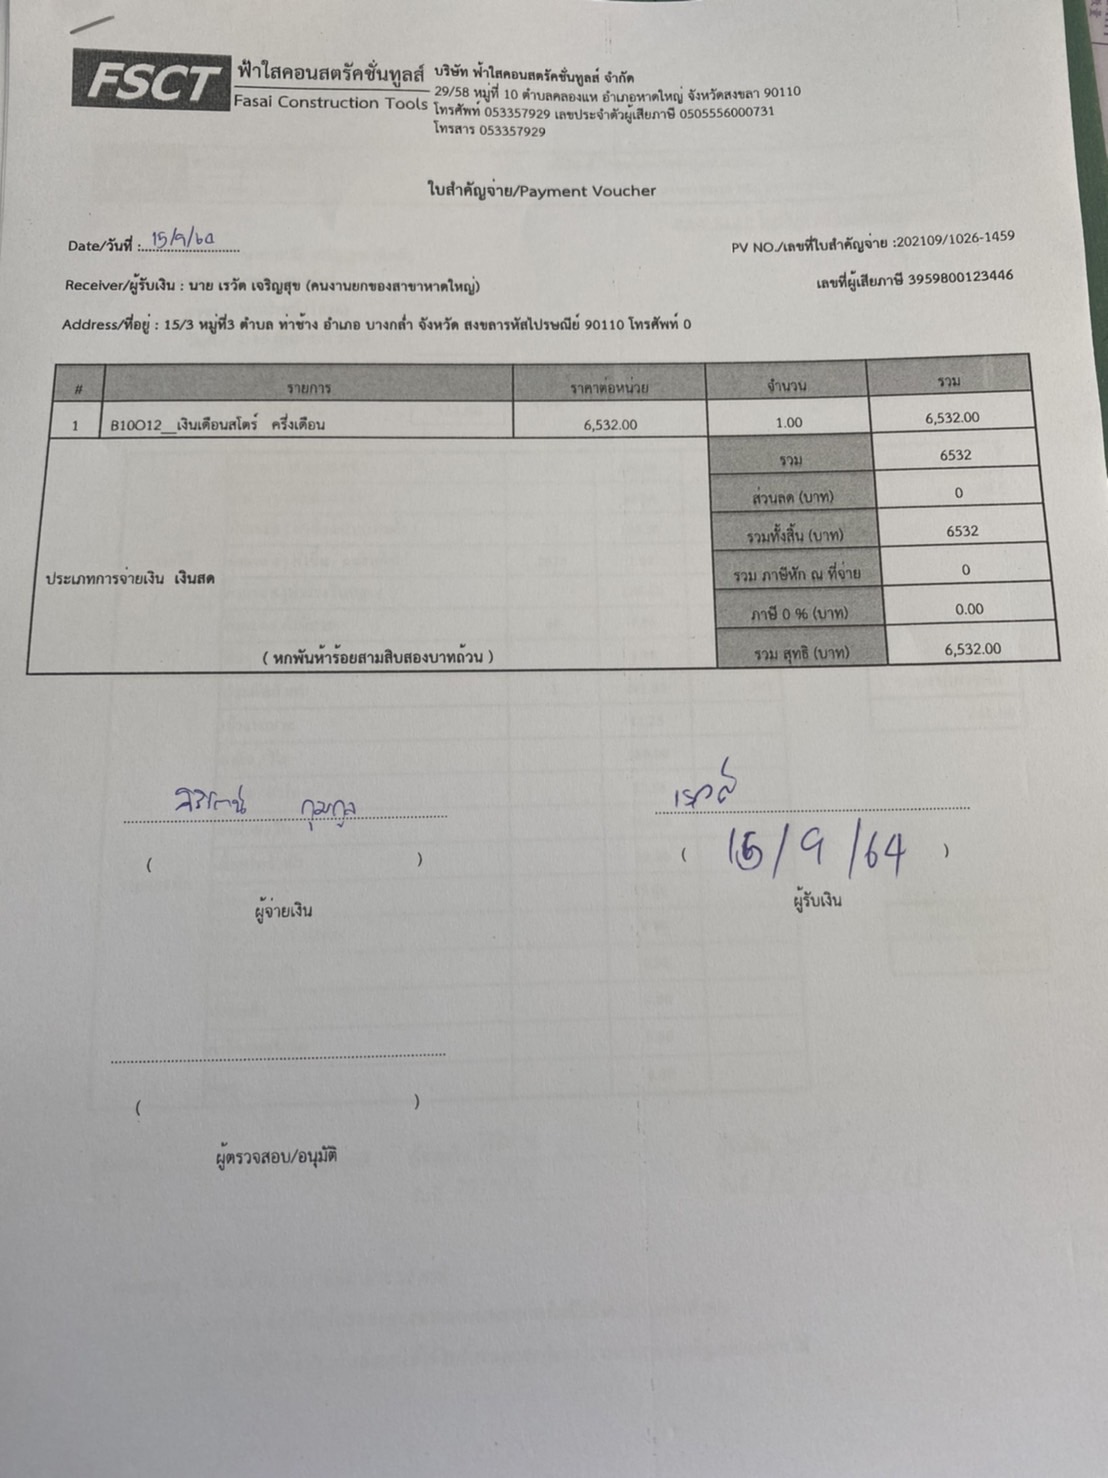 FSCT
ฟ้าใสคอนสตรัคชั่นทูลส์
Fasai Construction Tools
บริษัท ฟ้าใสคอนสตรัคชั่นทูลส์ จำกัด
29/58 หมู่ที่ 10 ตำบลคลองแห อำเภอหาดใหญ่ จังหวัดสงขลา 90110
โทรศัพท์ 053357929 เลขประจำตัวผู้เสียภาษี 0505556000731
โทรสาร 053357929
ใบสำคัญจ่าย/Payment Voucher
Date/วันที่ : 15/9/
PV NO./เลขที่ใบสำคัญจ่าย :202109/1026-1459
Receiver/ผู้รับเงิน : นาย เรวัด เจริญสุข (คนงานยกของสาขาหาดใหญ่)
เลขที่ผู้เสียภาษี 3959800123446
Address/ที่อยู่ : 15/3 หมู่ที่3 ตำบล ท่าช้าง อำเภอ บางกล่ำ จังหวัด สงขลารหัสไปรษณีย์ 90110 โทรศัพท์ 0
# รายการ ราคาต่อหน่วย จำนวน รวม
1 B10O12__เงินเดือนสโตร์ ครึ่งเดือน 6,532.00 1.00 6,532.00
รวม 6532
ส่วนลด (บาท) 0
รวมทั้งสิ้น (บาท) 6532
ประเภทการจ่ายเงิน เงินสด
รวม ภาษีหัก ณ ที่จ่าย 0
ภาษี 0 % (บาท) 0.00
( หกพันห้าร้อยสามสิบสองบาทถ้วน )
รวม สุทธิ (บาท) 6,532.00
( )
( 15/9/64 )
ผู้จ่ายเงิน
ผู้รับเงิน
( )
ผู้ตรวจสอบ/อนุมัติ